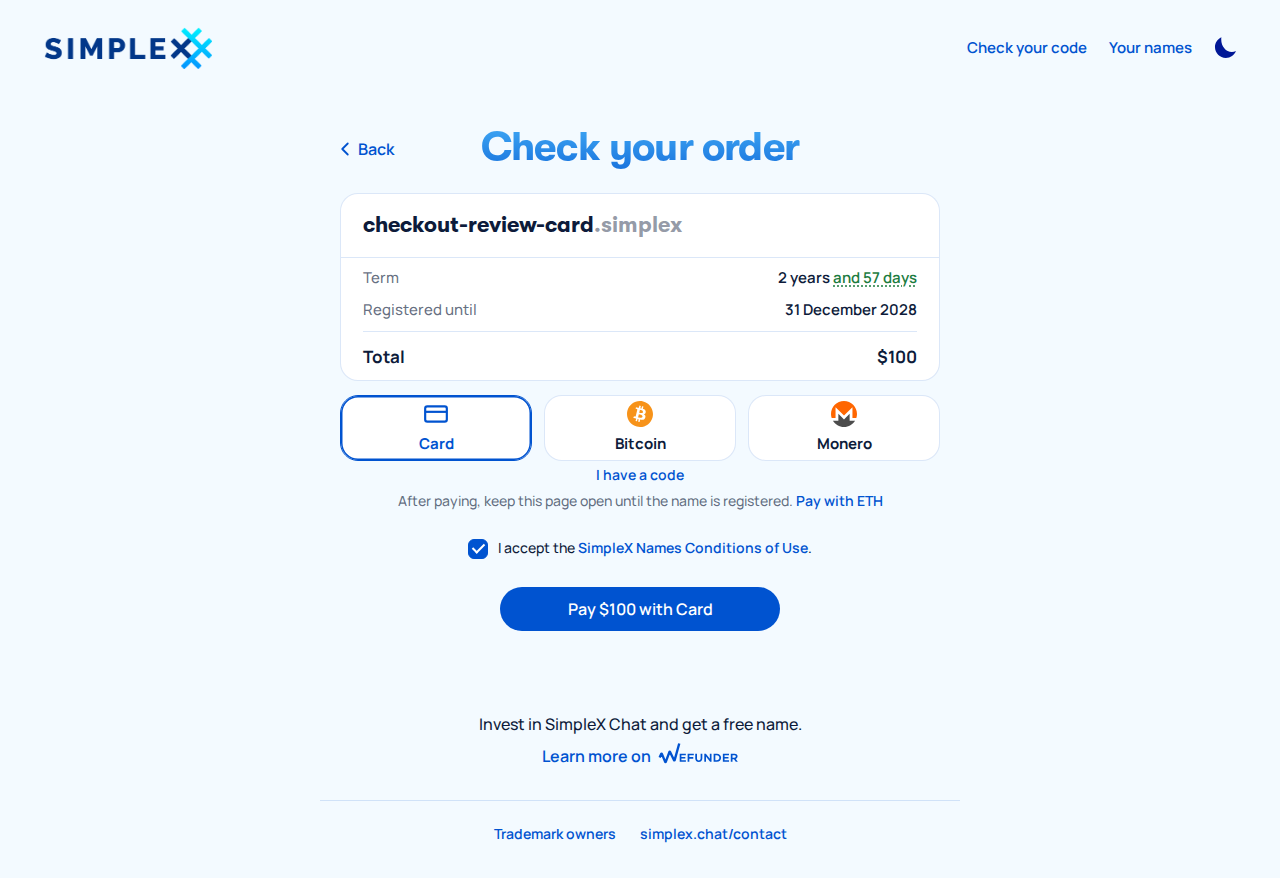 SIMPLEX
Check your code
Your names
Back
Check your order
checkout-review-card.simplex
Term
2 years and 57 days
Registered until
31 December 2028
Total
$100
Card
Bitcoin
Monero
I have a code
After paying, keep this page open until the name is registered. Pay with ETH
I accept the SimpleX Names Conditions of Use.
Pay $100 with Card
Invest in SimpleX Chat and get a free name.
Learn more on WEFUNDER
Trademark owners
simplex.chat/contact